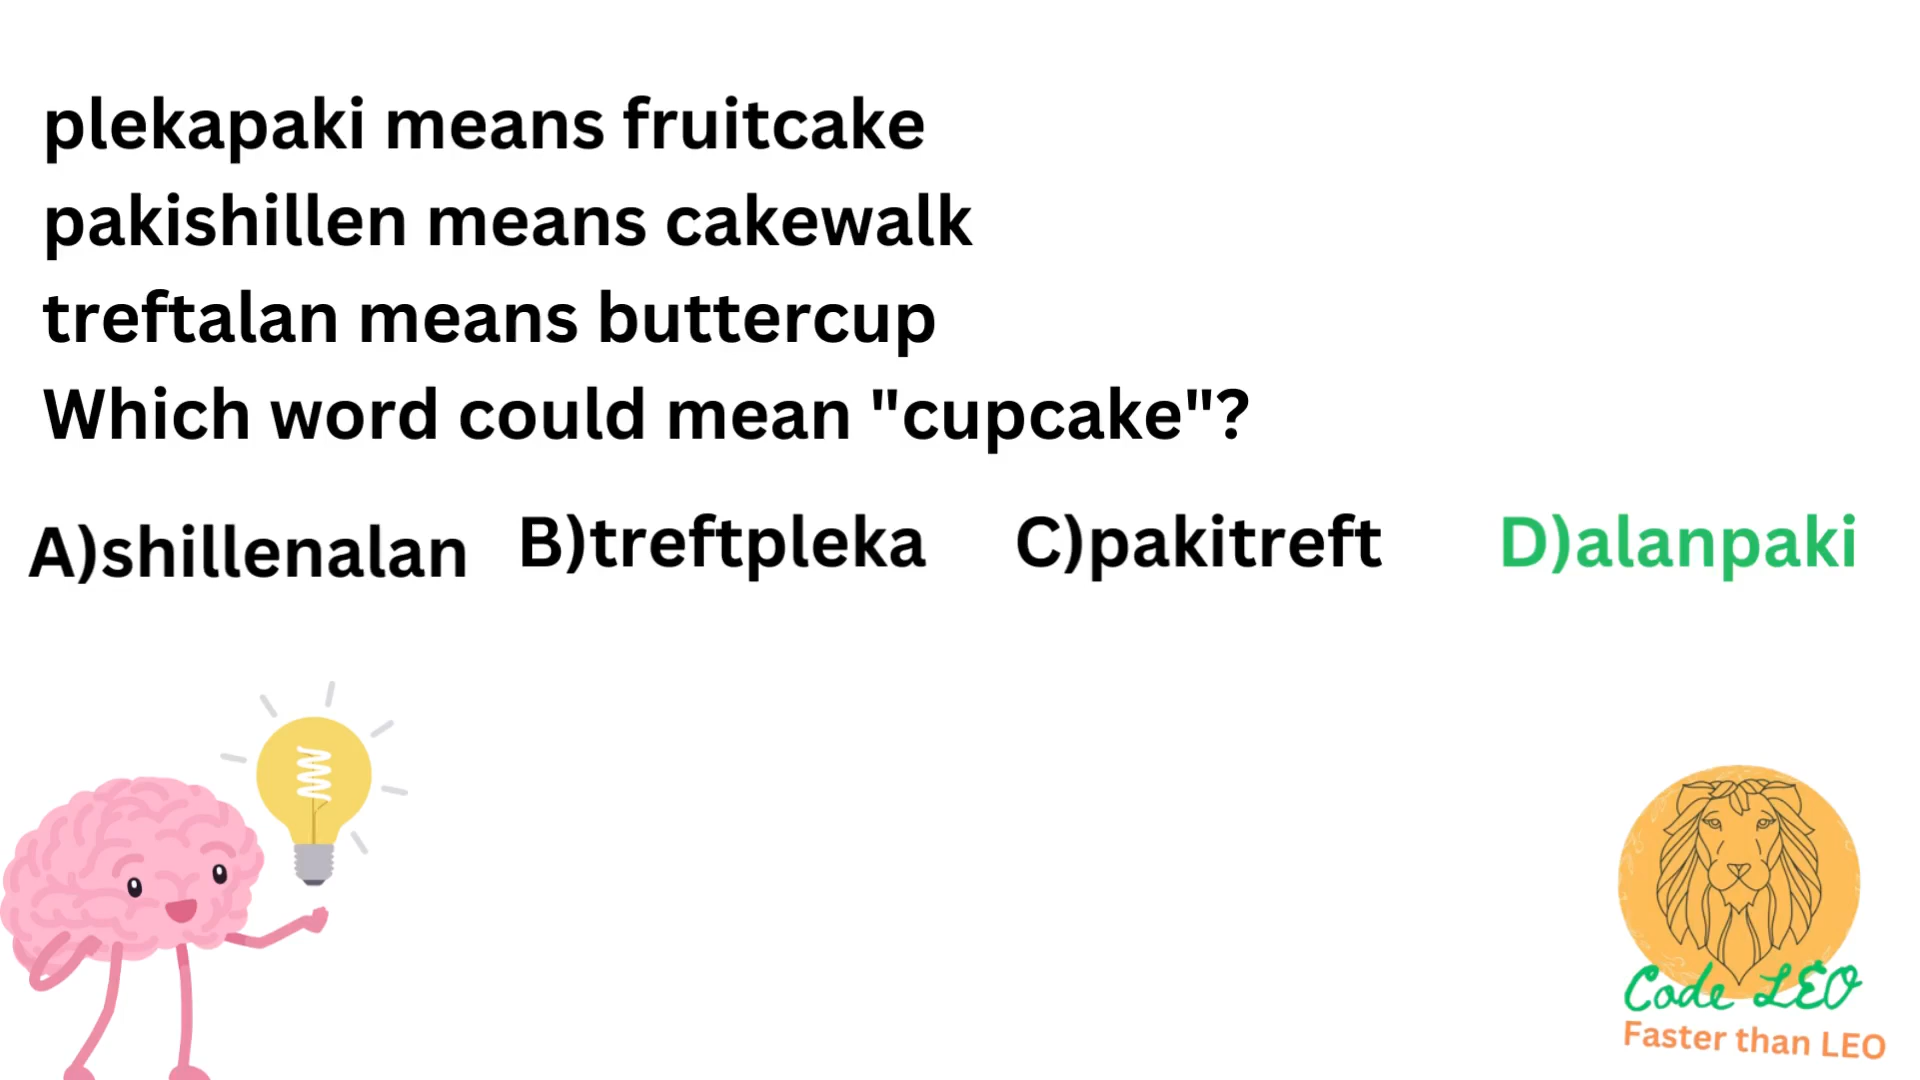 plekapaki means fruitcake
pakishillen means cakewalk
treftalan means buttercup
Which word could mean "cupcake"?
A)shillenalan B)treftpleka C)pakitreft D)alanpaki
Code LEO
Faster than LEO